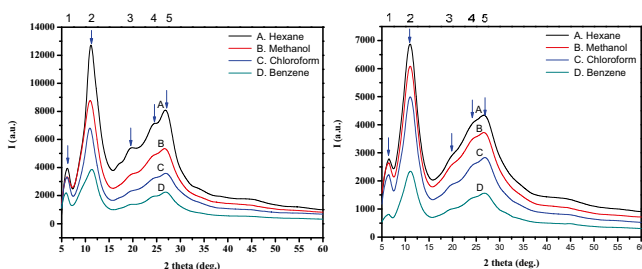 1 2 3 4 5
A. Hexane
B. Methanol
C. Chloroform
D. Benzene
14000
12000
10000
8000
6000
4000
2000
0
I (a.u.)
A
B
C
D
5 10 15 20 25 30 35 40 45 50 55 60
2 theta (deg.)
1 2 3 4 5
A. Hexane
B. Methanol
C. Chloroform
D. Benzene
7000
6000
5000
4000
3000
2000
1000
0
I (a.u.)
A
B
C
D
5 10 15 20 25 30 35 40 45 50 55 60
2 theta (deg.)